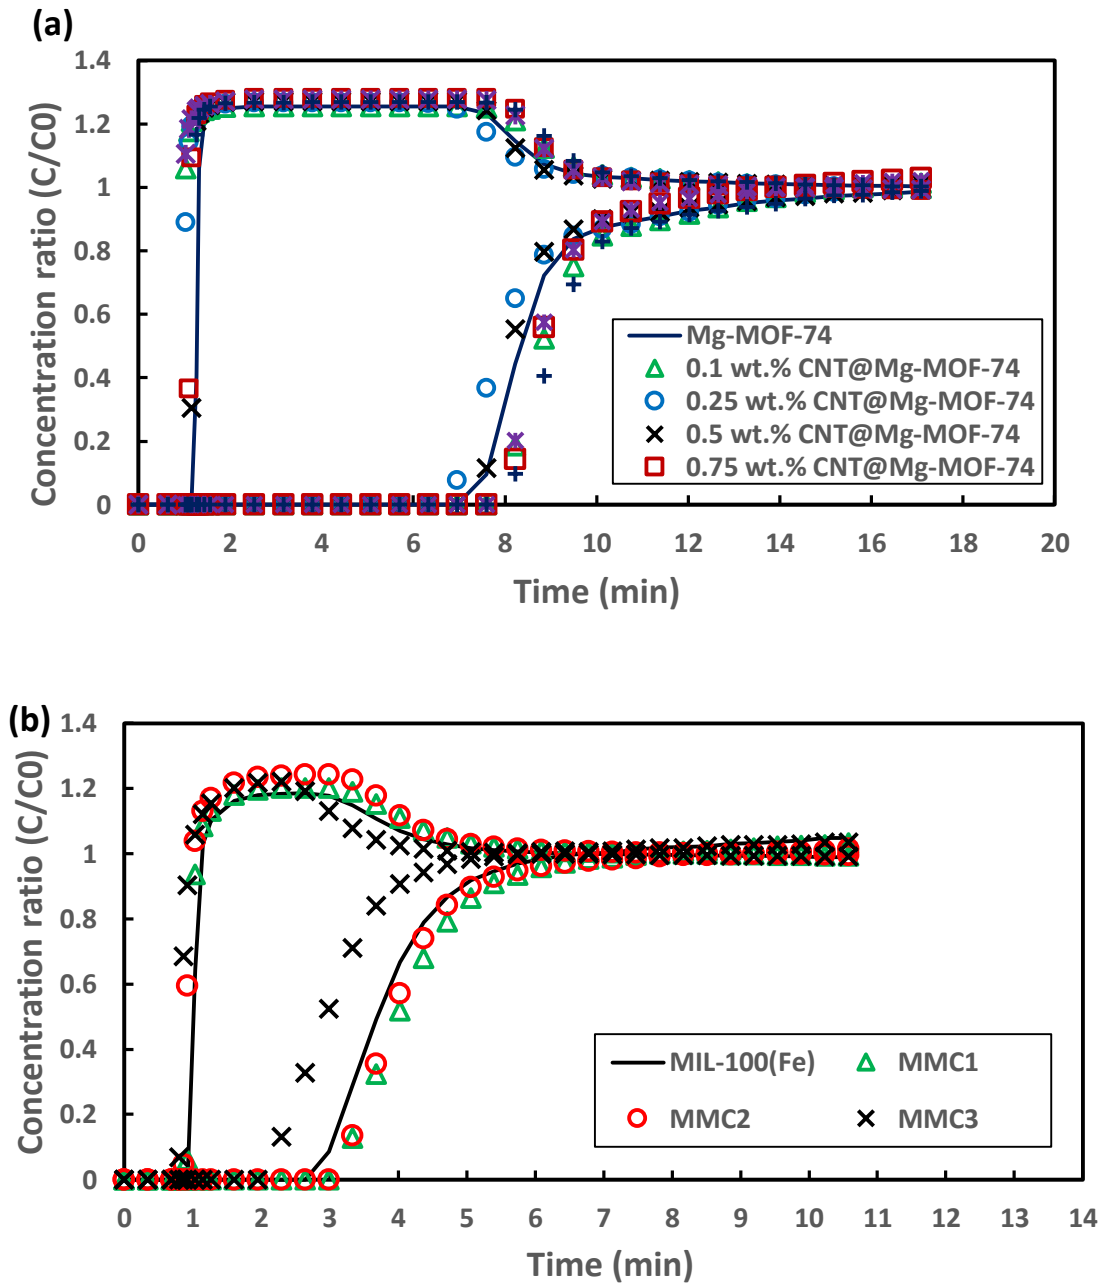 (a)
1.4
1.2
1
0.8
0.6
0.4
0.2
0
Concentration ratio (C/C0)
Mg-MOF-74
0.1 wt.% CNT@Mg-MOF-74
0.25 wt.% CNT@Mg-MOF-74
0.5 wt.% CNT@Mg-MOF-74
0.75 wt.% CNT@Mg-MOF-74
0 2 4 6 8 10 12 14 16 18 20
Time (min)
(b)
1.4
1.2
1
0.8
0.6
0.4
0.2
0
Concentration ratio (C/C0)
MIL-100(Fe) MMC1
MMC2 MMC3
0 1 2 3 4 5 6 7 8 9 10 11 12 13 14
Time (min)